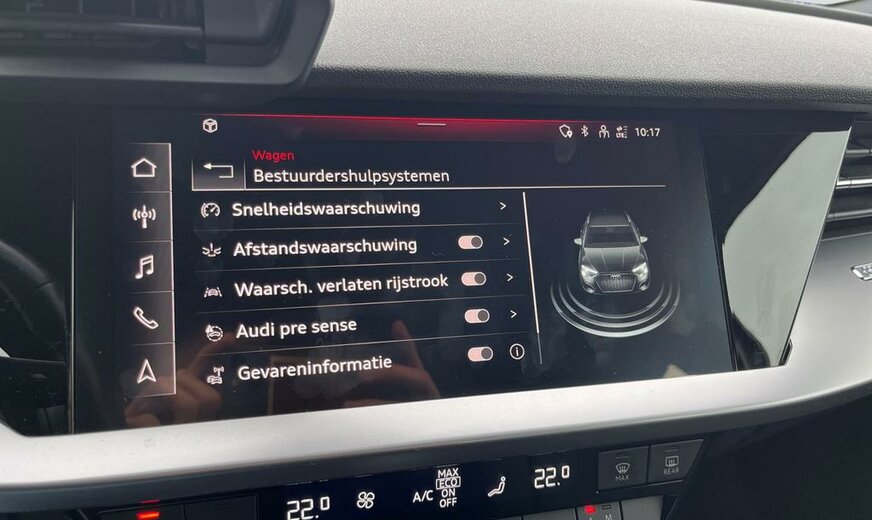 10:17
Wagen
Bestuurdershulpsystemen
Snelheidswaarschuwing
Afstandswaarschuwing
Waarsch. verlaten rijstrook
Audi pre sense
Gevareninformatie
22.0
A/C
MAX
ECO
ON
OFF
22.0
MAX
REAR